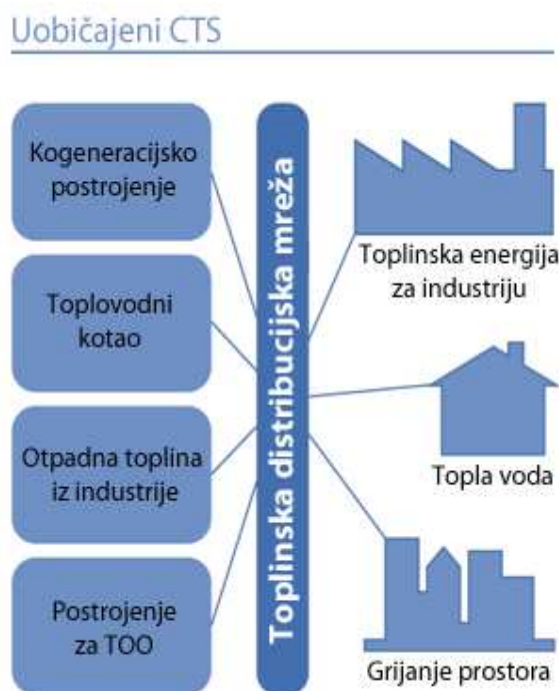 Uobičajeni CTS
Kogeneracijsko
postrojenje
Toplovodni
kotao
Otpadna toplina
iz industrije
Postrojenje
za TOO
Toplinska distribucijska mreža
Toplinska energija
za industriju
Topla voda
Grijanje prostora